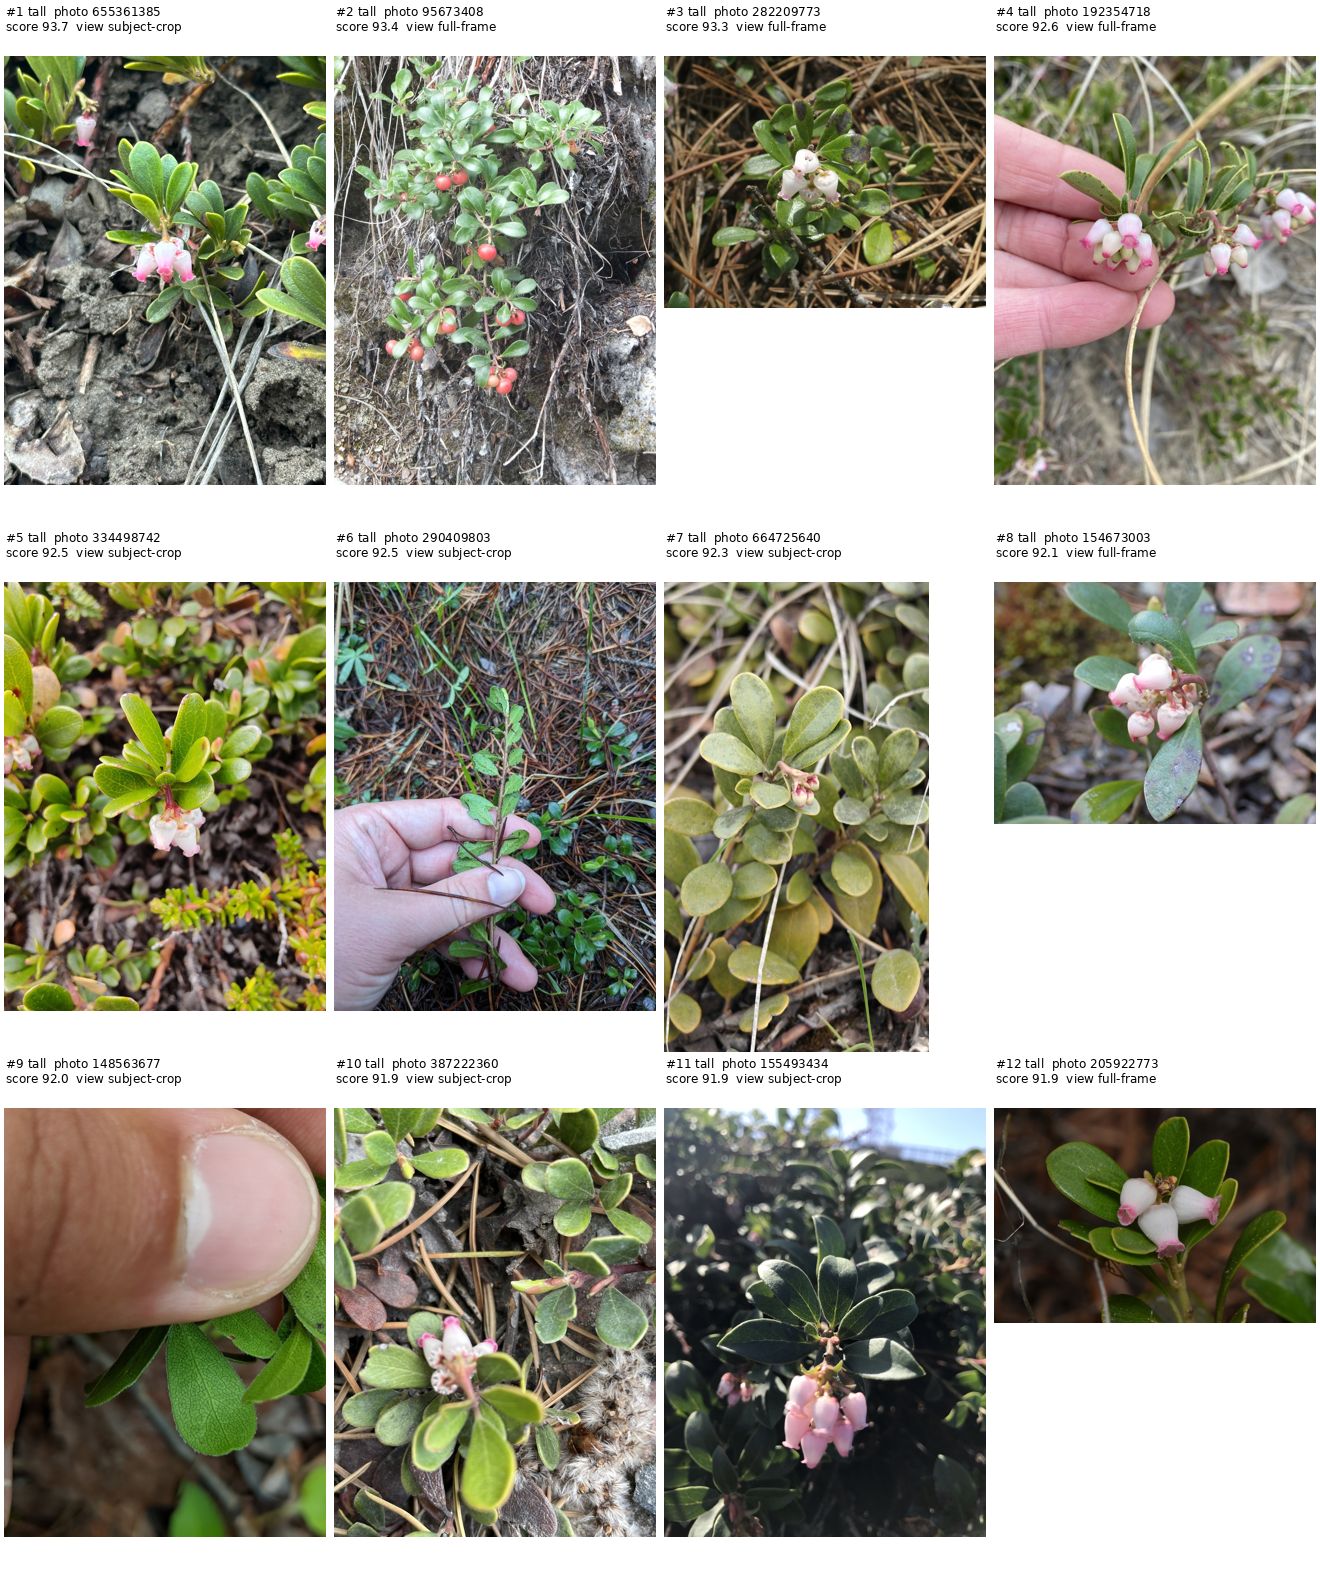 #1 tall  photo 655361385
score 93.7  view subject-crop
#2 tall  photo 95673408
score 93.4  view full-frame
#3 tall  photo 282209773
score 93.3  view full-frame
#4 tall  photo 192354718
score 92.6  view full-frame
#5 tall  photo 334498742
score 92.5  view subject-crop
#6 tall  photo 290409803
score 92.5  view subject-crop
#7 tall  photo 664725640
score 92.3  view subject-crop
#8 tall  photo 154673003
score 92.1  view full-frame
#9 tall  photo 148563677
score 92.0  view subject-crop
#10 tall  photo 387222360
score 91.9  view subject-crop
#11 tall  photo 155493434
score 91.9  view subject-crop
#12 tall  photo 205922773
score 91.9  view full-frame